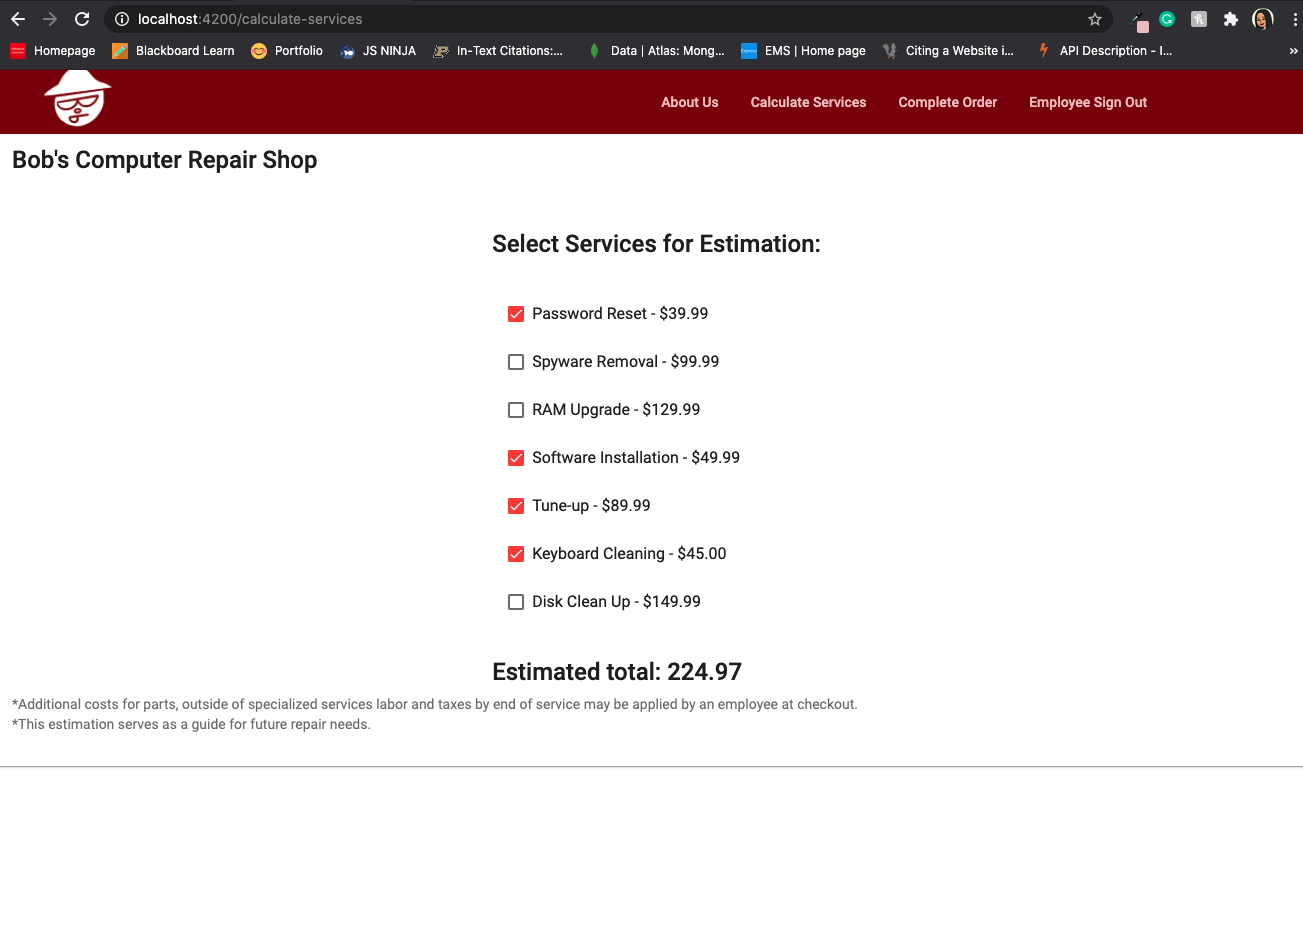 localhost:4200/calculate-services
Homepage Blackboard Learn Portfolio JS NINJA In-Text Citations:... Data | Atlas: Mong... EMS | Home page Citing a Website i... API Description - I... »
About Us Calculate Services Complete Order Employee Sign Out
Bob's Computer Repair Shop
Select Services for Estimation:
Password Reset - $39.99
Spyware Removal - $99.99
RAM Upgrade - $129.99
Software Installation - $49.99
Tune-up - $89.99
Keyboard Cleaning - $45.00
Disk Clean Up - $149.99
Estimated total: 224.97
*Additional costs for parts, outside of specialized services labor and taxes by end of service may be applied by an employee at checkout.
*This estimation serves as a guide for future repair needs.